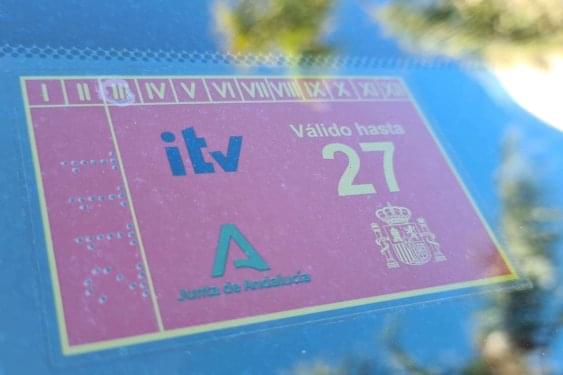 I II III IV V VI VII VIII IX X XI XII
itv
Válido hasta
27
Junta de Andalucía